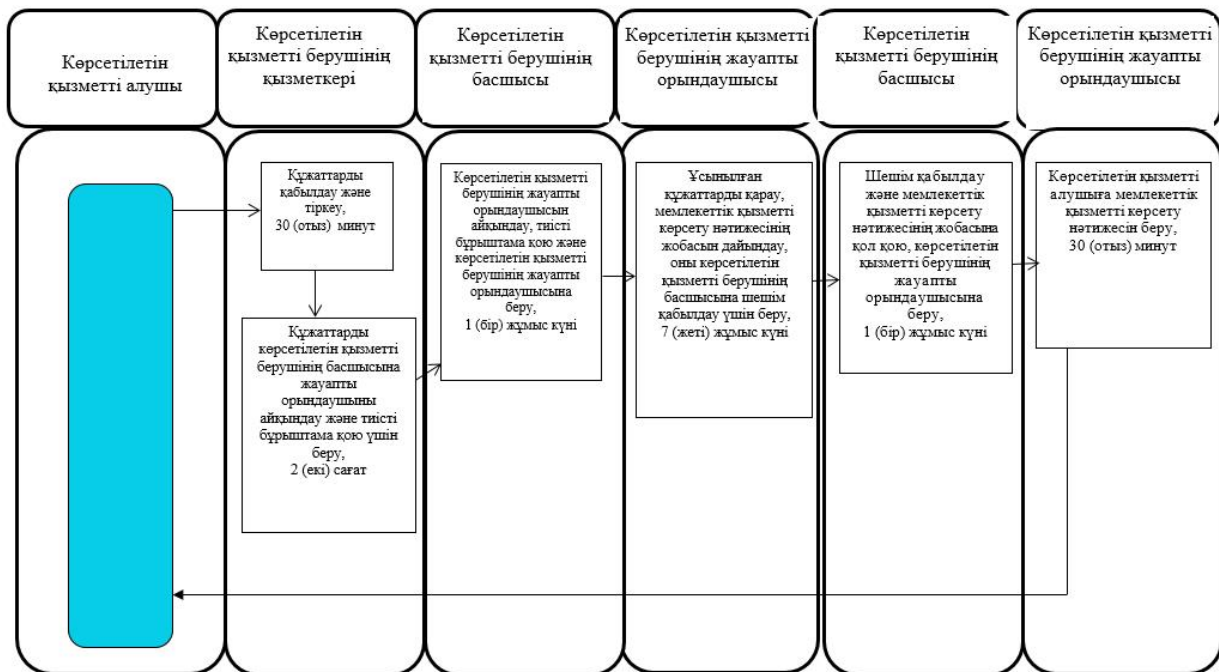 Көрсетілетін
қызметті алушы
Көрсетілетін
қызметті берушінің
қызметкері
Көрсетілетін
қызметті берушінің
басшысы
Көрсетілетін қызметті
берушінің жауапты
орындаушысы
Көрсетілетін
қызметті берушінің
басшысы
Көрсетілетін қызметті
берушінің жауапты
орындаушысы
Құжаттарды
қабылдау және
тіркеу,
30 (отыз) минут
Құжаттарды
көрсетілетін қызметті
берушінің басшысына
жауапты
орындаушыны
айқындау және тиісті
бұрыштама қою үшін
беру,
2 (екі) сағат
Көрсетілетін қызметті
берушінің жауапты
орындаушысын
айқындау, тиісті
бұрыштама қою және
көрсетілетін қызметті
берушінің жауапты
орындаушысына
беру,
1 (бір) жұмыс күні
Ұсынылған
құжаттарды қарау,
мемлекеттік қызметті
көрсету нәтижесінің
жобасын дайындау,
оны көрсетілетін
қызметті берушінің
басшысына шешім
қабылдау үшін беру,
7 (жеті) жұмыс күні
Шешім қабылдау
және мемлекеттік
қызметті көрсету
нәтижесінің жобасына
қол қою, көрсетілетін
қызметті берушінің
жауапты
орындаушысына
беру,
1 (бір) жұмыс күні
Көрсетілетін қызметті
алушыға мемлекеттік
қызметті көрсету
нәтижесін беру,
30 (отыз) минут